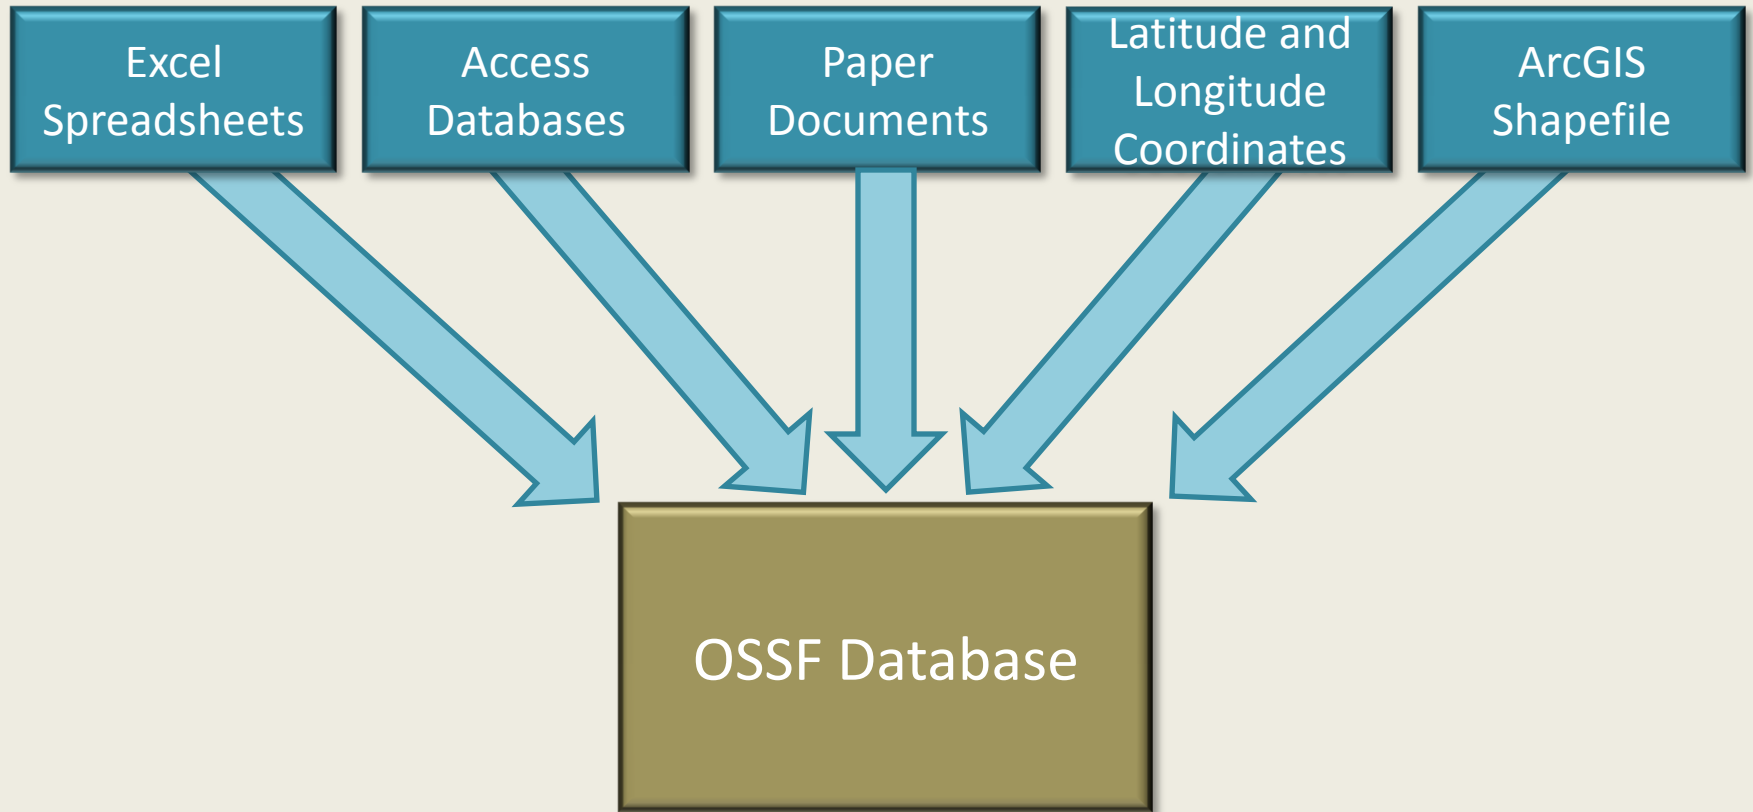 Excel
Spreadsheets
Access
Databases
Paper
Documents
Latitude and
Longitude
Coordinates
ArcGIS
Shapefile
OSSF Database